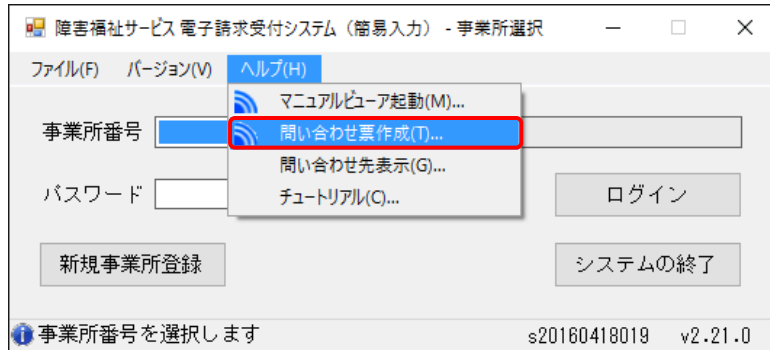 障害福祉サービス 電子請求受付システム（簡易入力） - 事業所選択
ファイル(F) バージョン(V) ヘルプ(H)
マニュアルビューア起動(M)...
事業所番号
問い合わせ票作成(T)...
問い合わせ先表示(G)...
パスワード
チュートリアル(C)...
ログイン
新規事業所登録
システムの終了
事業所番号を選択します s20160418019 v2.21.0